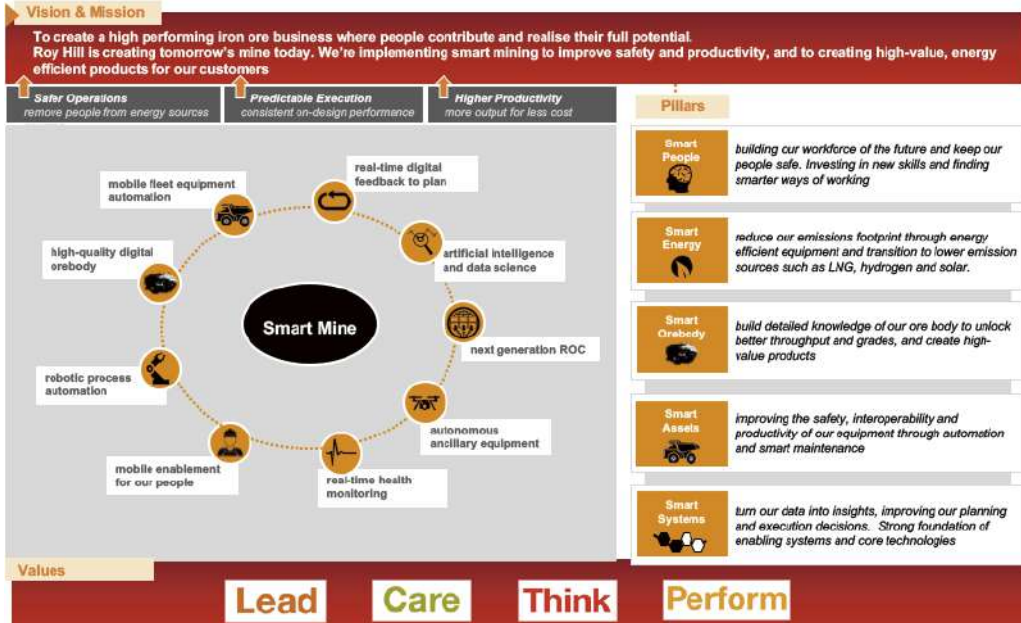 Vision & Mission
To create a high performing iron ore business where people contribute and realise their full potential.
Roy Hill is creating tomorrow's mine today. We're implementing smart mining to improve safety and productivity, and to creating high-value, energy
efficient products for our customers
Safer Operations
remore people from energy sources
Predictable Execution
consistent on-design performance
Higher Productivity
more output for less cost
real-time digital
feedback to plan
mobile fleet equipment
automation
high-quality digital
orebody
artificial intelligence
and data science
Smart Mine
next generation ROC
robotic process
automation
autonomous
ancillary equipment
mobile enablement
for our people
real-time health
monitoring
Pillars
Smart
People
building our workforce of the future and keep our
people safe. Investing in new skills and finding
smarter ways of working
Smart
Energy
reduce our emissions footprint through energy
efficient equipment and transition to lower emission
sources such as LNG, hydrogen and solar.
Smart
Orebody
build detailed knowledge of our ore body to unlock
better throughput and grades, and create high-
value products
Smart
Assets
improving the safety, interoperability and
productivity of our equipment through automation
and smart maintenance
Smart
Systems
turn our data into insights, improving our planning
and execution decisions. Strong foundation of
enabling systems and core technologies
Values
Lead
Care
Think
Perform